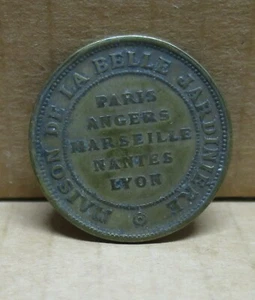 MAISON DE LA BELLE JARDINIERE
PARIS
ANGERS
MARSEILLE
NANTES
LYON